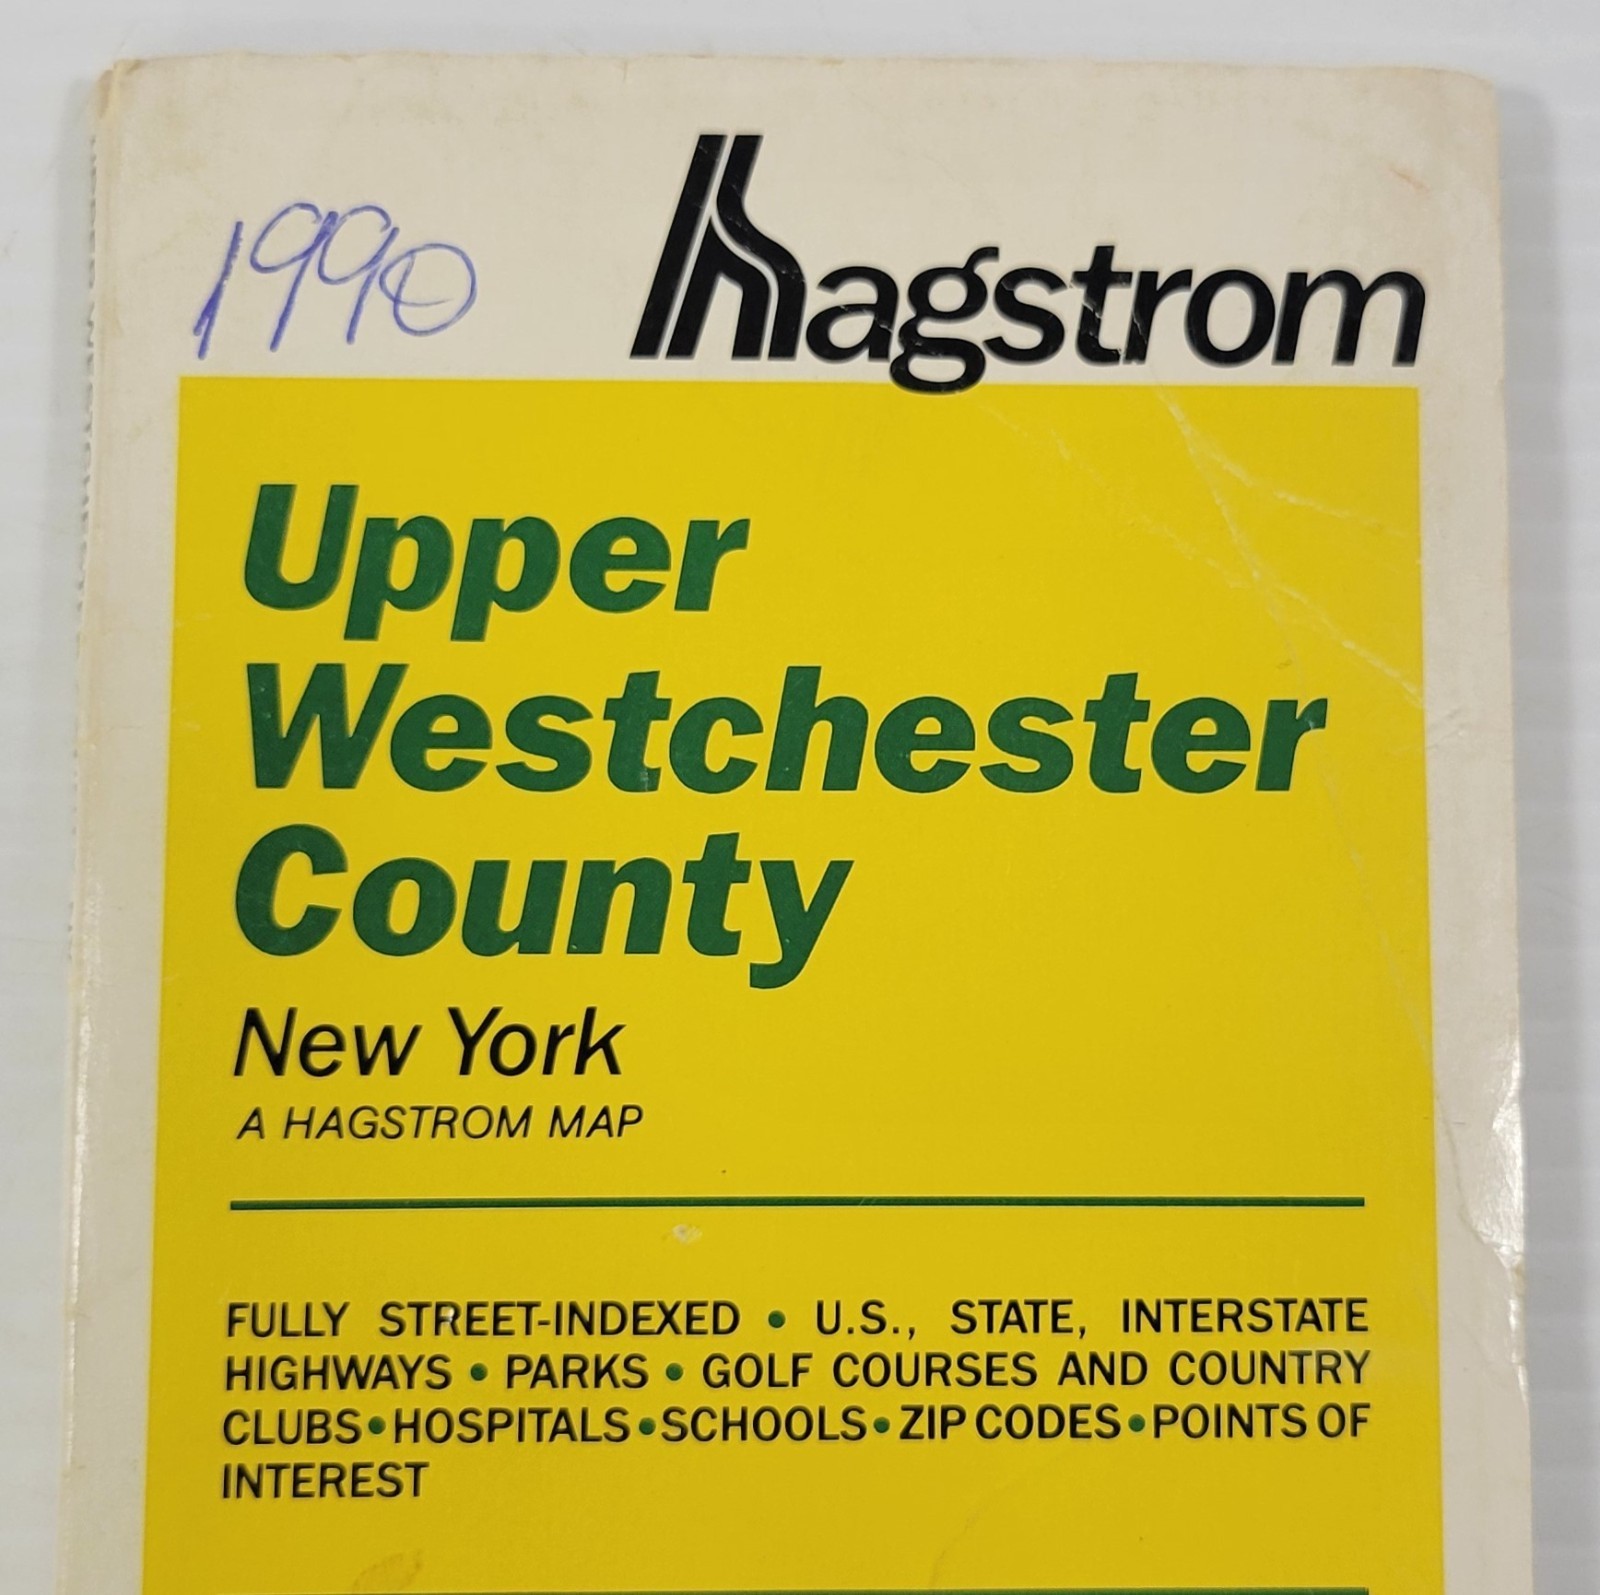 1990
hagstrom
Upper
Westchester
County
New York
A HAGSTROM MAP
FULLY STREET-INDEXED • U.S., STATE, INTERSTATE
HIGHWAYS • PARKS • GOLF COURSES AND COUNTRY
CLUBS • HOSPITALS • SCHOOLS • ZIP CODES • POINTS OF
INTEREST